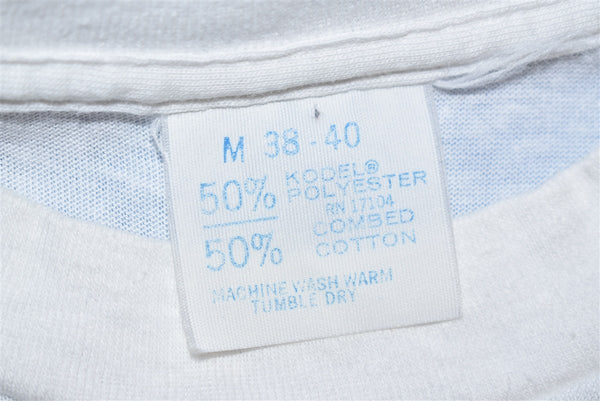 M 38 - 40
50% KODEL® POLYESTER
RN 17104
50% COMBED COTTON
MACHINE WASH WARM
TUMBLE DRY